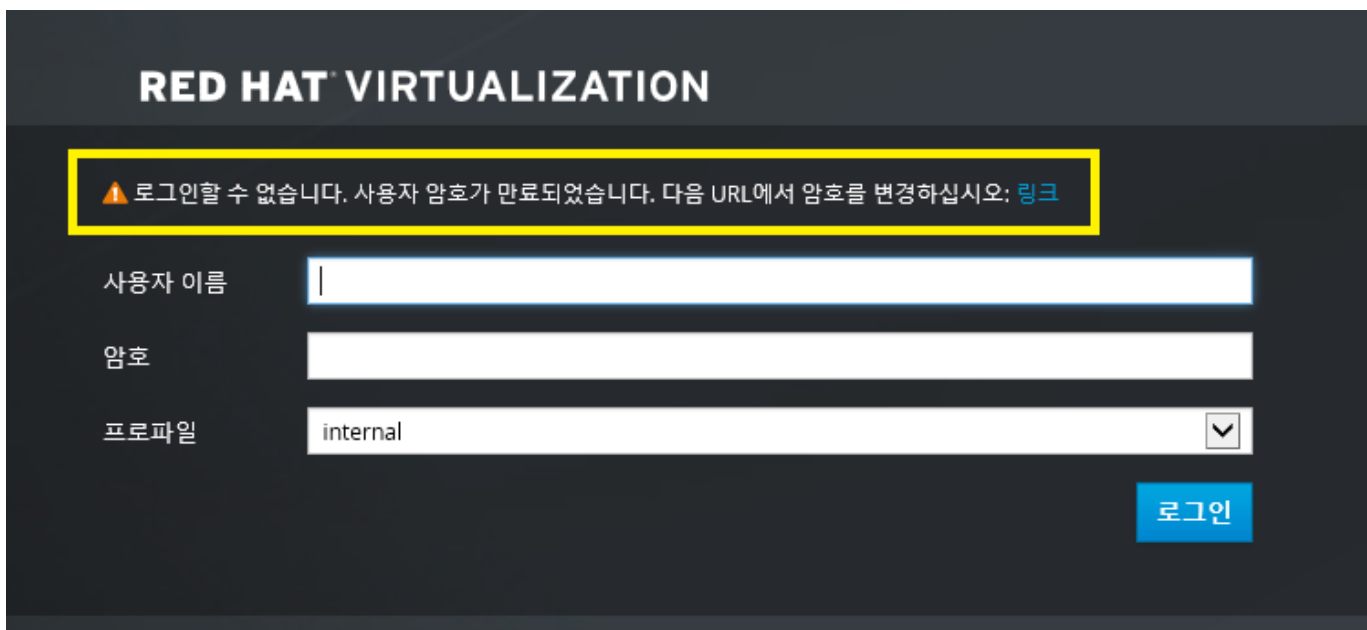 RED HAT VIRTUALIZATION
로그인할 수 없습니다. 사용자 암호가 만료되었습니다. 다음 URL에서 암호를 변경하십시오: 링크
사용자 이름
암호
프로파일 internal
로그인